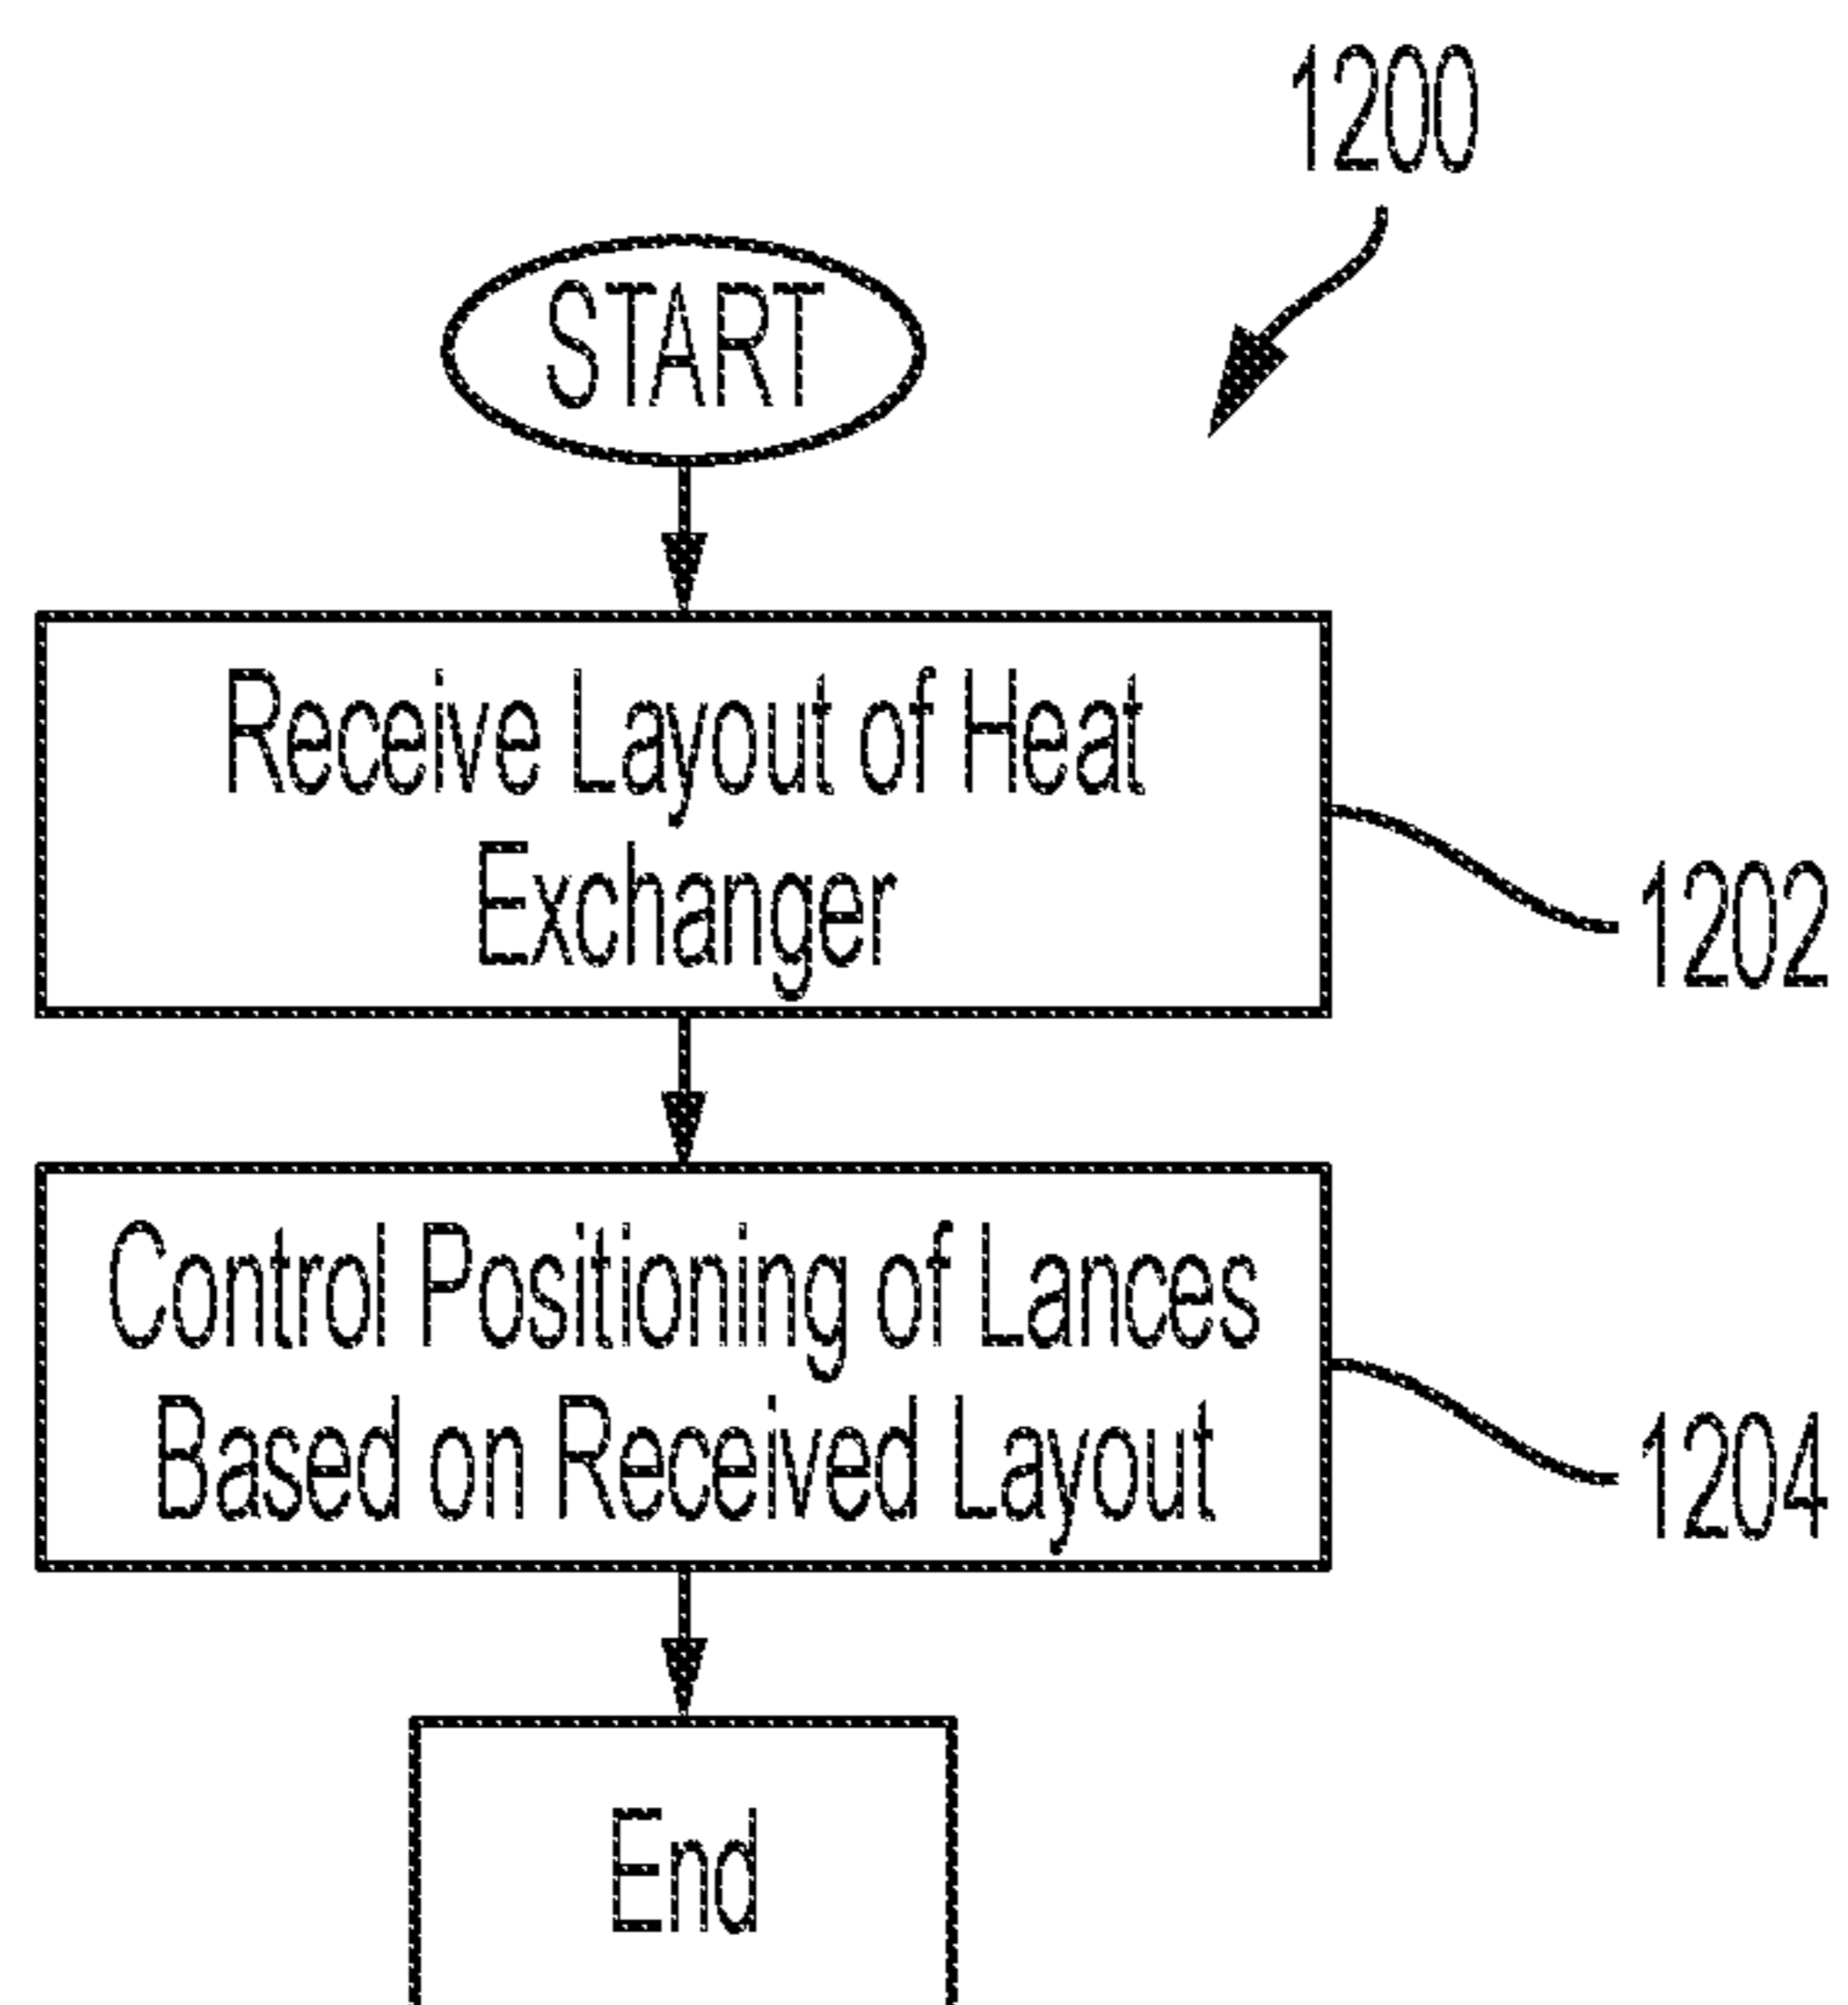 1200
START
Receive Layout of Heat
Exchanger
1202
Control Positioning of Lances
Based on Received Layout
1204
End